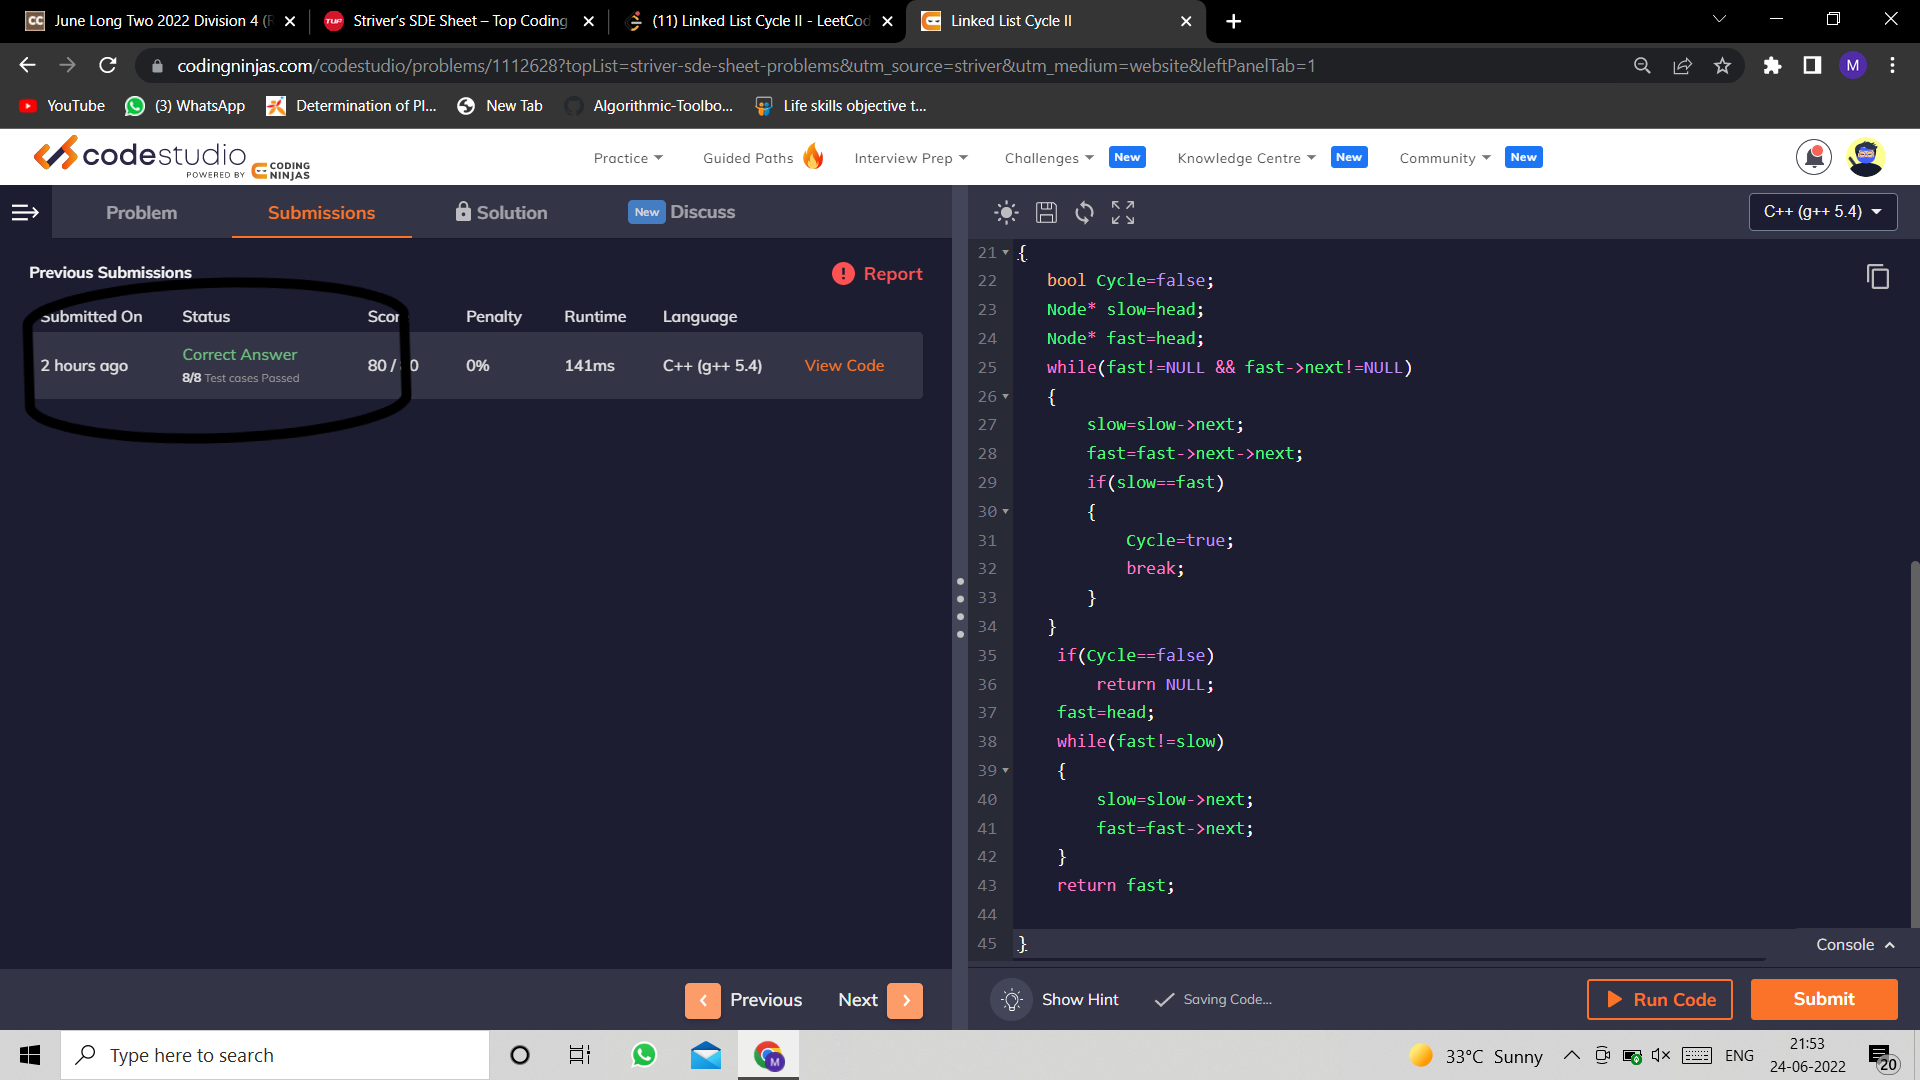 June Long Two 2022 Division 4 (R
Striver's SDE Sheet – Top Coding
(11) Linked List Cycle II - LeetCod
Linked List Cycle II
codingninjas.com/codestudio/problems/1112628?topList=striver-sde-sheet-problems&utm_source=striver&utm_medium=website&leftPanelTab=1
M
YouTube
(3) WhatsApp
Determination of Pl...
New Tab
Algorithmic-Toolbo...
Life skills objective t...
codestudio
POWERED BY CODING NINJAS
Practice
Guided Paths
Interview Prep
Challenges New
Knowledge Centre New
Community New
Problem
Submissions
Solution
New Discuss
C++ (g++ 5.4)
Previous Submissions
Report
Submitted On Status Scor Penalty Runtime Language
2 hours ago Correct Answer 80 / 0 0% 141ms C++ (g++ 5.4) View Code
8/8 Test cases Passed
21 {
22 bool Cycle=false;
23 Node* slow=head;
24 Node* fast=head;
25 while(fast!=NULL && fast->next!=NULL)
26 {
27 slow=slow->next;
28 fast=fast->next->next;
29 if(slow==fast)
30 {
31 Cycle=true;
32 break;
33 }
34 }
35 if(Cycle==false)
36 return NULL;
37 fast=head;
38 while(fast!=slow)
39 {
40 slow=slow->next;
41 fast=fast->next;
42 }
43 return fast;
44
45 }
Console
Previous
Next
Show Hint
Saving Code...
Run Code
Submit
Type here to search
M
33°C Sunny
ENG
21:53
24-06-2022
20